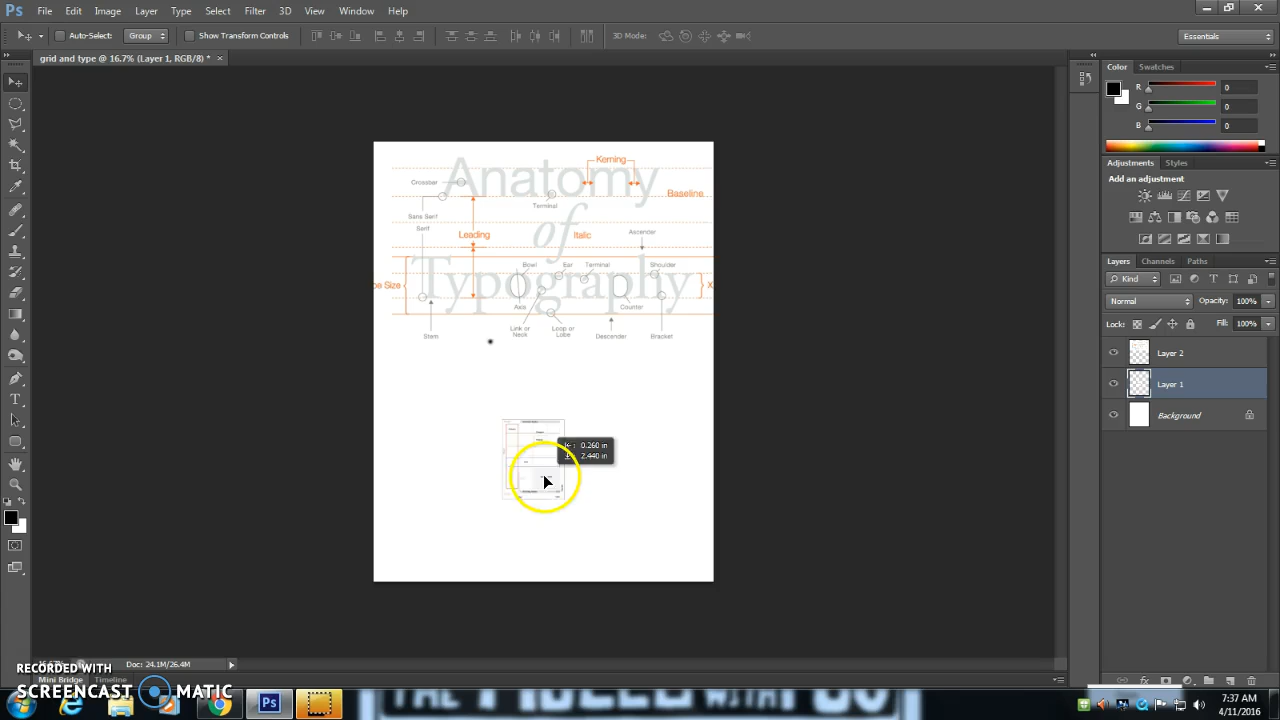 Ps File Edit Image Layer Type Select Filter 3D View Window Help
Auto-Select: Group Show Transform Controls 3D Mode: Essentials
grid and type @ 16.7% (Layer 1, RGB/8) * ×
Color Swatches
R 0
G 0
B 0
Adjustments Styles
Add an adjustment
Layers Channels Paths
Kind
Normal Opacity: 100%
100%
Layer 2
Layer 1
Background
Anatomy
Kerning
Crossbar
Baseline
Terminal
Sans Serif
Serif
of
Leading
Italic
Ascender
Typography
Bowl
Ear
Terminal
Shoulder
Size
X
Axis
Counter
Link or
Neck
Loop or
Lobe
Stem
Descender
Bracket
0.260 in
2.440 in
Doc: 24.1M/26.4M
Mini Bridge Timeline
RECORDED WITH
SCREENCAST MATIC
Ps
WITH
7:37 AM
4/11/2016